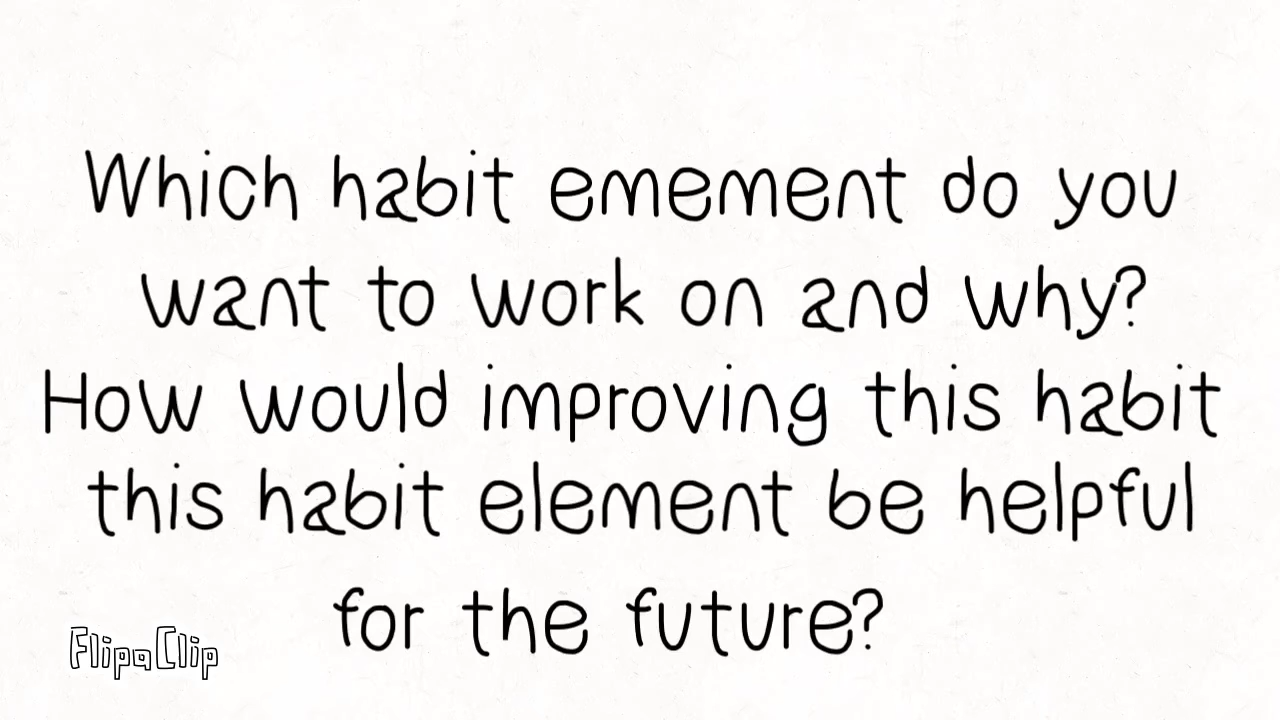 Which habit emement do you
want to work on and why?
How would improving this habit
this habit element be helpful
for the future?
FlipaClip